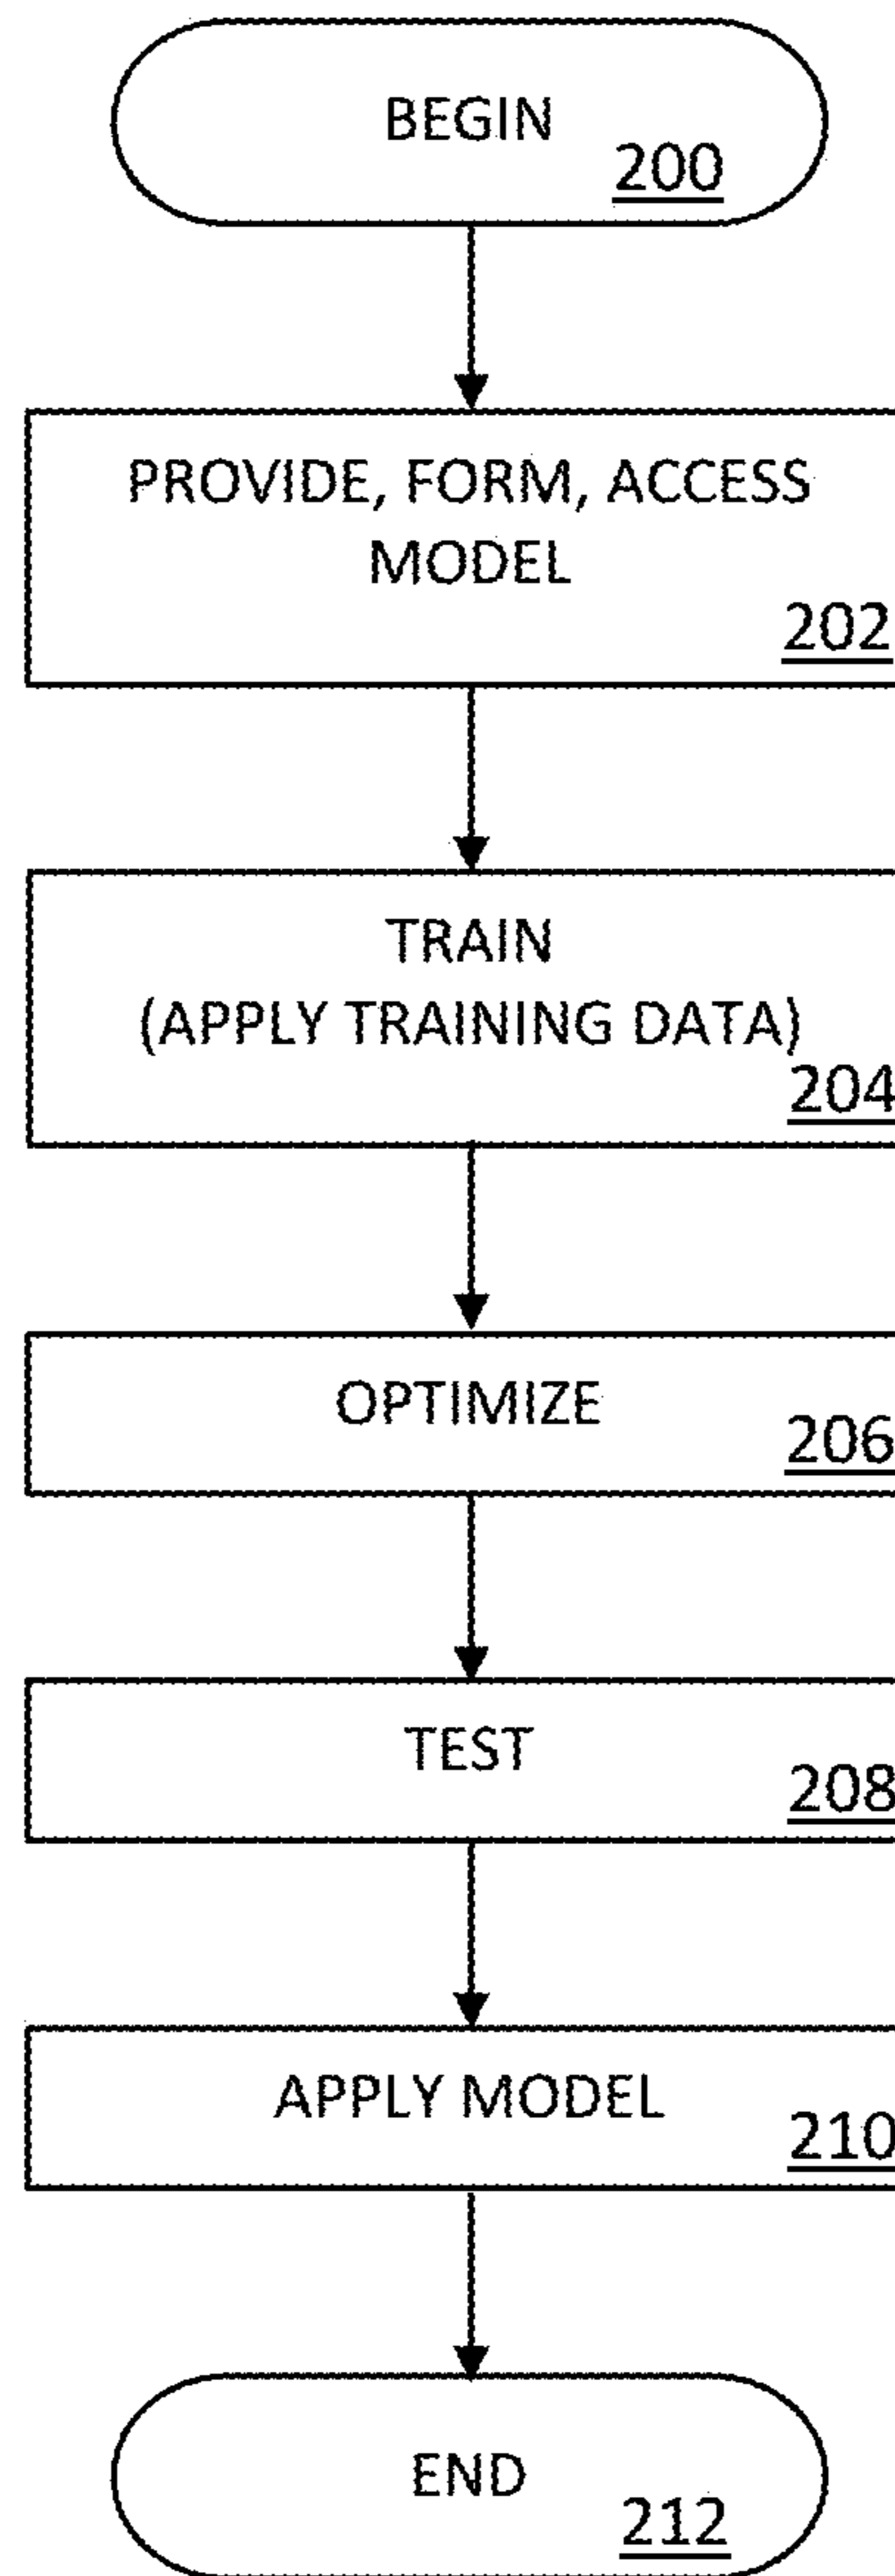 BEGIN
200
PROVIDE, FORM, ACCESS
MODEL
202
TRAIN
(APPLY TRAINING DATA)
204
OPTIMIZE
206
TEST
208
APPLY MODEL
210
END
212